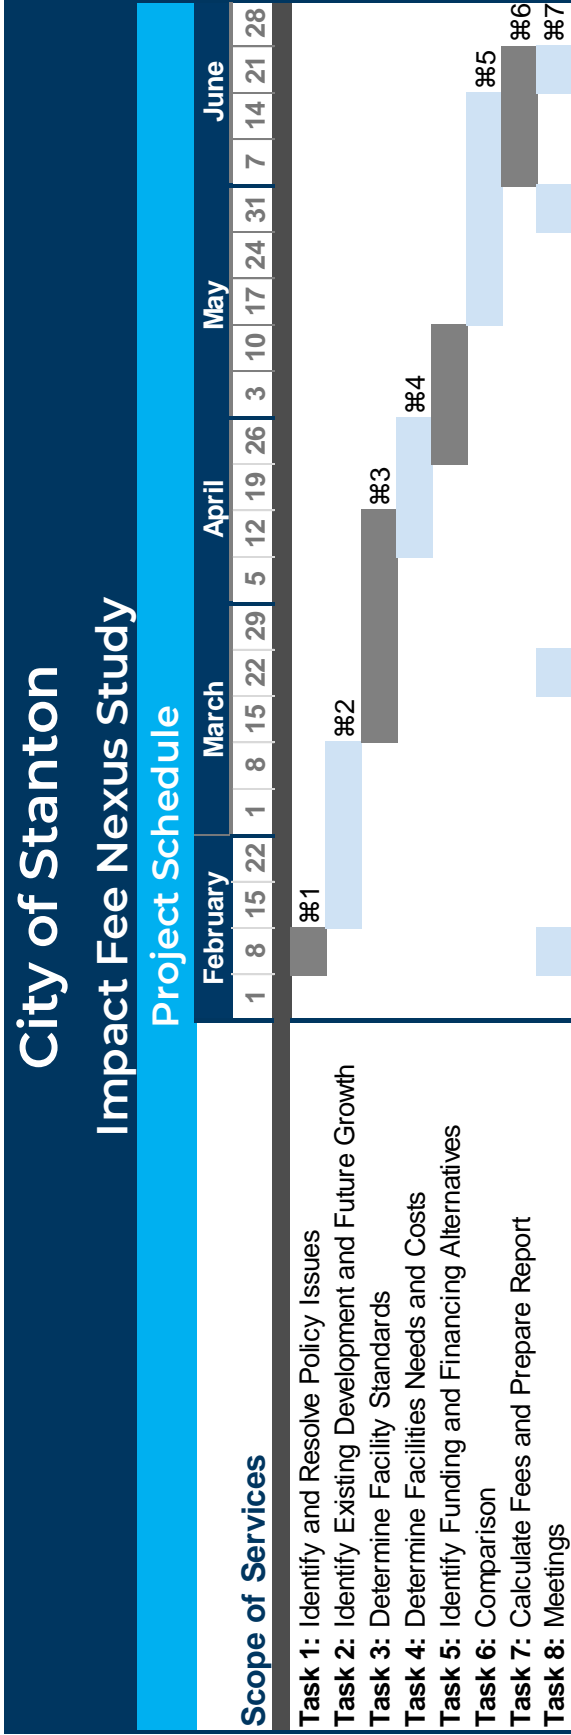 City of Stanton
Impact Fee Nexus Study
Project Schedule
February March April May June
Scope of Services 1 8 15 22 1 8 15 22 29 5 12 19 26 3 10 17 24 31 7 14 21 28
Task 1: Identify and Resolve Policy Issues ⌘1
Task 2: Identify Existing Development and Future Growth ⌘2
Task 3: Determine Facility Standards ⌘3
Task 4: Determine Facilities Needs and Costs ⌘4
Task 5: Identify Funding and Financing Alternatives
Task 6: Comparison ⌘5
Task 7: Calculate Fees and Prepare Report ⌘6
Task 8: Meetings ⌘7